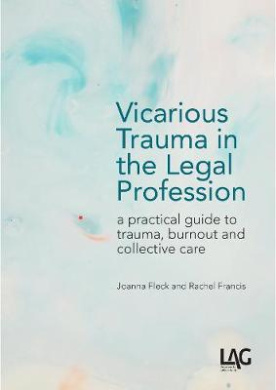 Vicarious
Trauma in
the Legal
Profession
a practical guide to
trauma, burnout and
collective care
Joanna Fleck and Rachel Francis
LAG